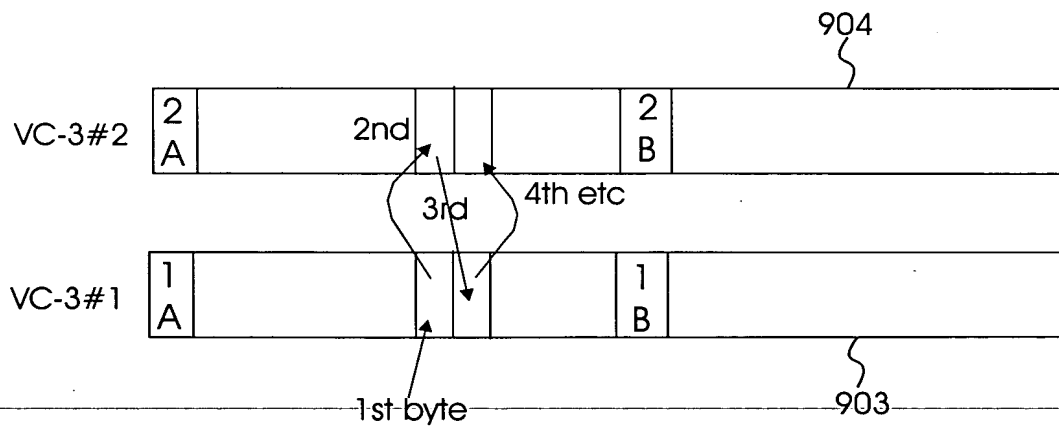 904
VC-3#2
2
A
2nd
2
B
3rd
4th etc
VC-3#1
1
A
1
B
1st byte
903